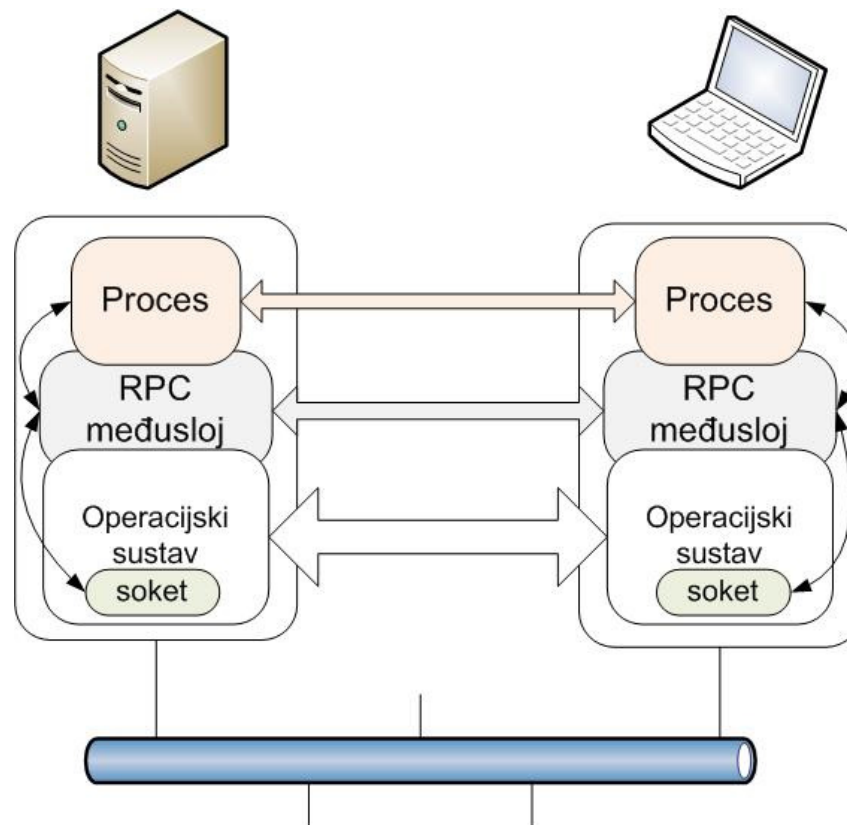 Proces
RPC
međusloj
Operacijski
sustav
soket
Proces
RPC
međusloj
Operacijski
sustav
soket